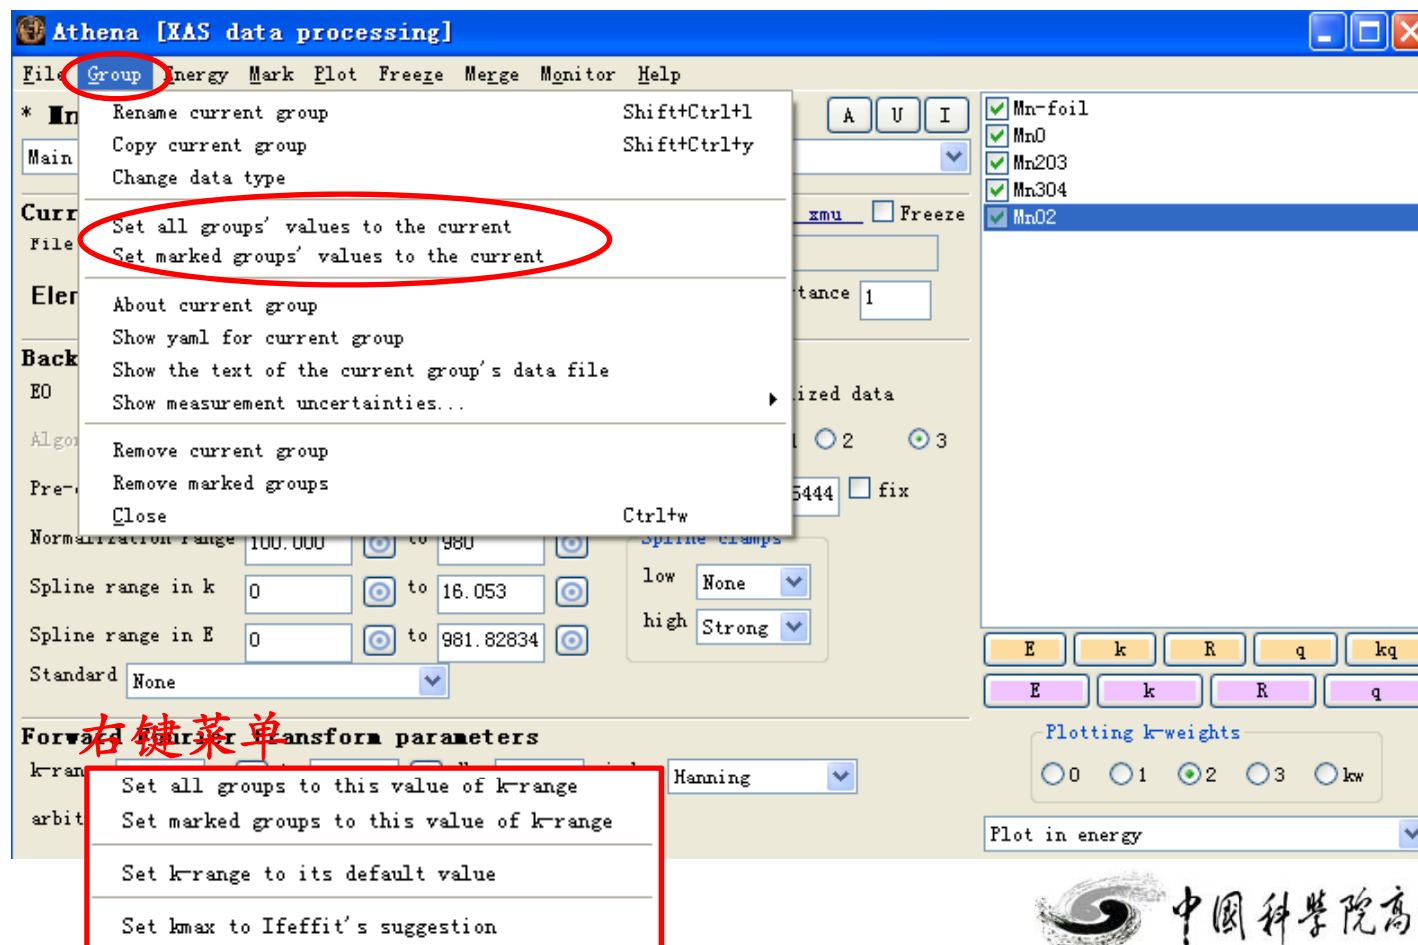 Athena [XAS data processing]
File Group Energy Mark Plot Freeze Merge Monitor Help
Rename current group Shift+Ctrl+l
Copy current group Shift+Ctrl+y
Change data type
Set all groups' values to the current
Set marked groups' values to the current
About current group
Show yaml for current group
Show the text of the current group's data file
Show measurement uncertainties...
Remove current group
Remove marked groups
Close Ctrl+w
*
Main
A U I
Curr
xmu Freeze
File
Elem
tance 1
Back
E0
ized data
Algo
2 3
Pre-
5444 fix
Normalization range 100.000 to 980
Spline clamps
Spline range in k 0 to 16.053
low None
Spline range in E 0 to 981.82834
high Strong
Standard None
右键菜单
Forward Fourier transform parameters
k-ran
Hanning
arbit
Set all groups to this value of k-range
Set marked groups to this value of k-range
Set k-range to its default value
Set kmax to Ifeffit's suggestion
Mn-foil
MnO
Mn2O3
Mn3O4
MnO2
E k R q kq
E k R q
Plotting k-weights
0 1 2 3 kw
Plot in energy
中国科学院高